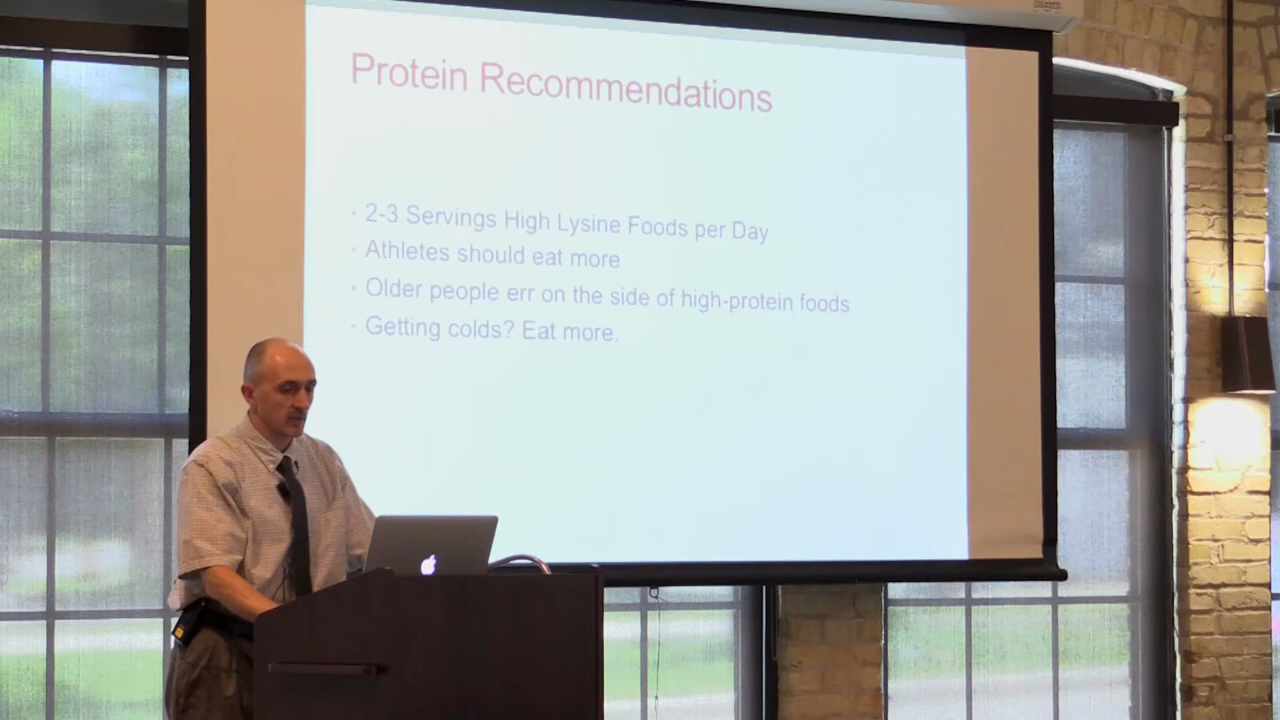 Protein Recommendations
· 2-3 Servings High Lysine Foods per Day
· Athletes should eat more
· Older people err on the side of high-protein foods
· Getting colds? Eat more.